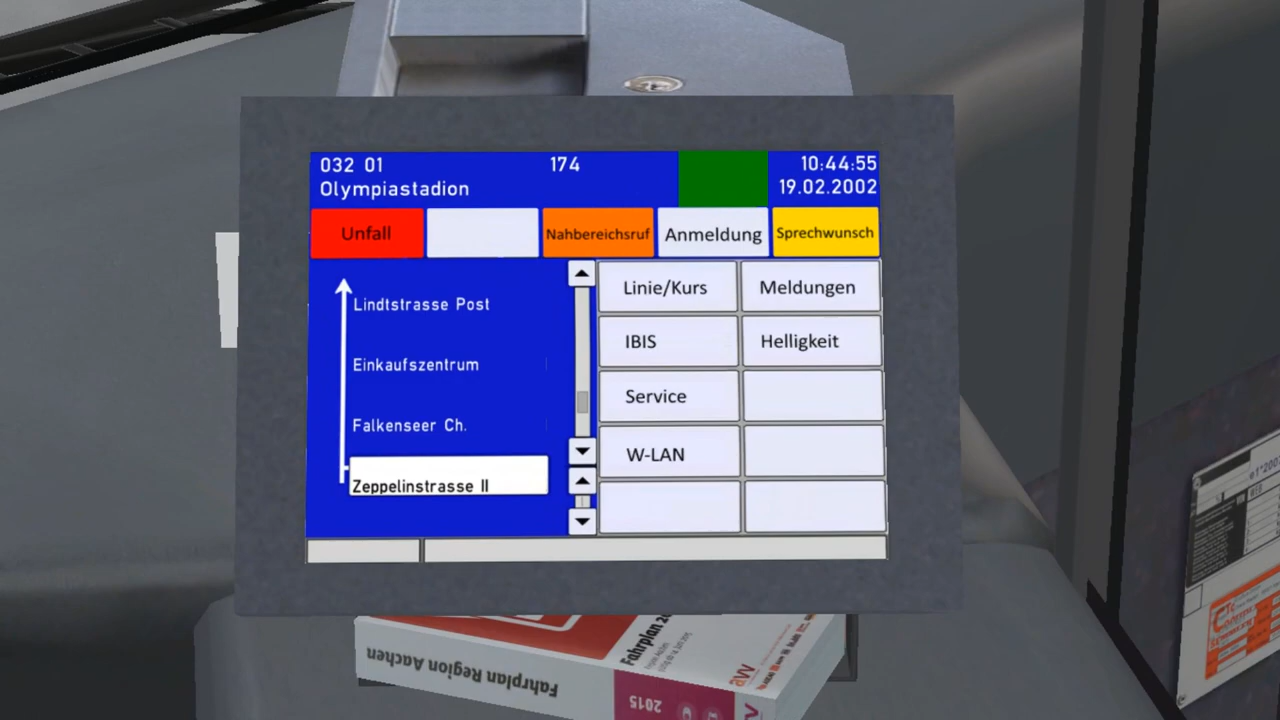 032 01
174
10:44:55
Olympiastadion
19.02.2002
Unfall
Nahbereichsruf
Anmeldung
Sprechwunsch
Lindtstrasse Post
Einkaufszentrum
Falkenseer Ch.
Zeppelinstrasse II
Linie/Kurs
Meldungen
IBIS
Helligkeit
Service
W-LAN
Fahrplan Region Aachen
2015
Fahrplan
avv